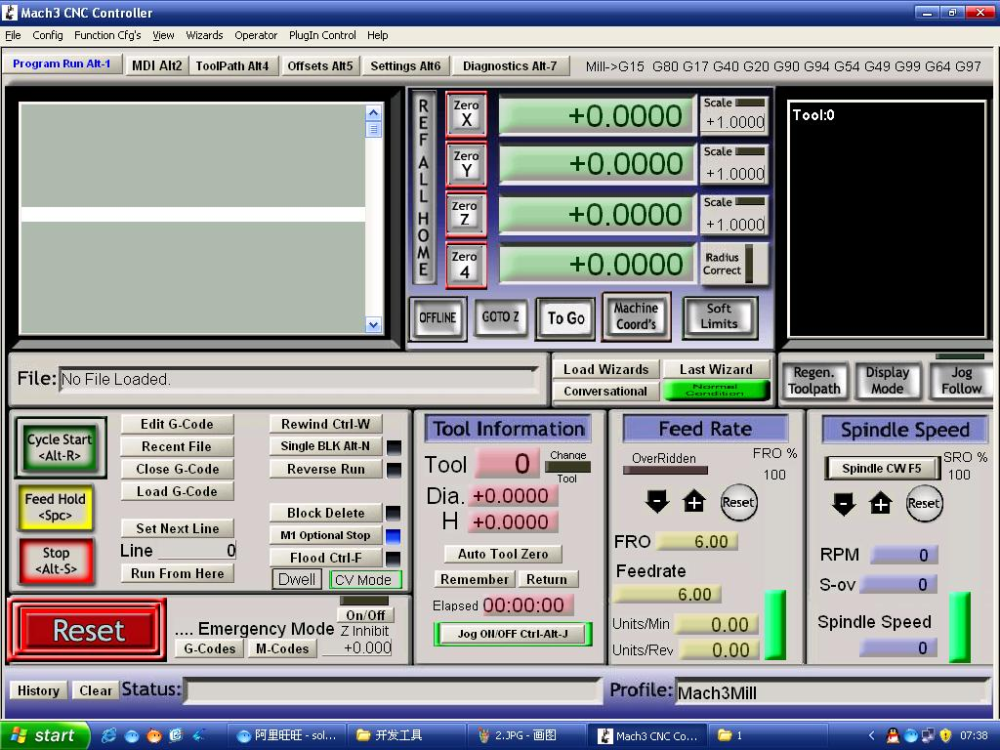 Mach3 CNC Controller
File Config Function Cfg's View Wizards Operator PlugIn Control Help
Program Run Alt-1 MDI Alt2 ToolPath Alt4 Offsets Alt5 Settings Alt6 Diagnostics Alt-7 Mill->G15 G80 G17 G40 G20 G90 G94 G54 G49 G99 G64 G97
REF ALL HOME
Zero X +0.0000 Scale +1.0000
Zero Y +0.0000 Scale +1.0000
Zero Z +0.0000 Scale +1.0000
Zero 4 +0.0000 Radius Correct
Tool:0
OFFLINE GOTO Z To Go Machine Coord's Soft Limits
File: No File Loaded.
Load Wizards Last Wizard
Conversational Normal Condition
Regen. Toolpath Display Mode Jog Follow
Cycle Start <Alt-R>
Feed Hold <Spc>
Stop <Alt-S>
Edit G-Code
Recent File
Close G-Code
Load G-Code
Set Next Line
Line 0
Run From Here
Rewind Ctrl-W
Single BLK Alt-N
Reverse Run
Block Delete
M1 Optional Stop
Flood Ctrl-F
Dwell CV Mode
Reset
.... Emergency Mode
G-Codes M-Codes
On/Off
Z Inhibit
+0.000
Tool Information
Tool 0 Change Tool
Dia. +0.0000
H +0.0000
Auto Tool Zero
Remember Return
Elapsed 00:00:00
Jog ON/OFF Ctrl-Alt-J
Feed Rate
OverRidden FRO %
100
Reset
FRO 6.00
Feedrate
6.00
Units/Min 0.00
Units/Rev 0.00
Spindle Speed
Spindle CW F5 SRO %
100
Reset
RPM 0
S-ov 0
Spindle Speed
0
History Clear Status: Profile: Mach3Mill
start 阿里旺旺 - sol... 开发工具 2.JPG - 画图 Mach3 CNC Co... 1 07:38